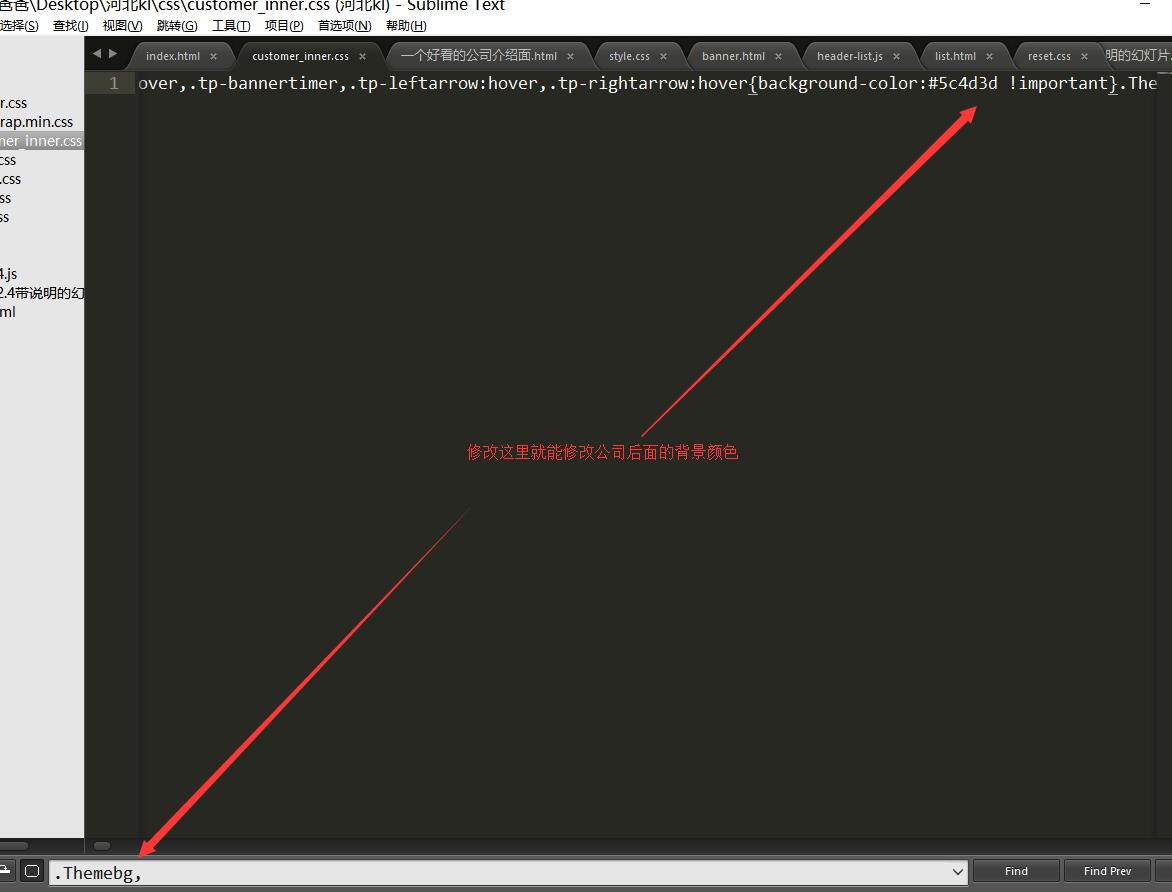 爸爸\Desktop\河北kl\css\customer_inner.css (河北kl) - Sublime Text
选择(S) 查找(I) 视图(V) 跳转(G) 工具(T) 项目(P) 首选项(N) 帮助(H)
index.html × customer_inner.css × 一个好看的公司介绍面.html × style.css × banner.html × header-list.js × list.html × reset.css × 明的幻灯片.
1 over,.tp-bannertimer,.tp-leftarrow:hover,.tp-rightarrow:hover{background-color:#5c4d3d !important}.The
r.css
rap.min.css
mer_inner.css
css
.css
ss
ss
4.js
2.4带说明的幻
ml
修改这里就能修改公司后面的背景颜色
.Themebg,
Find Find Prev